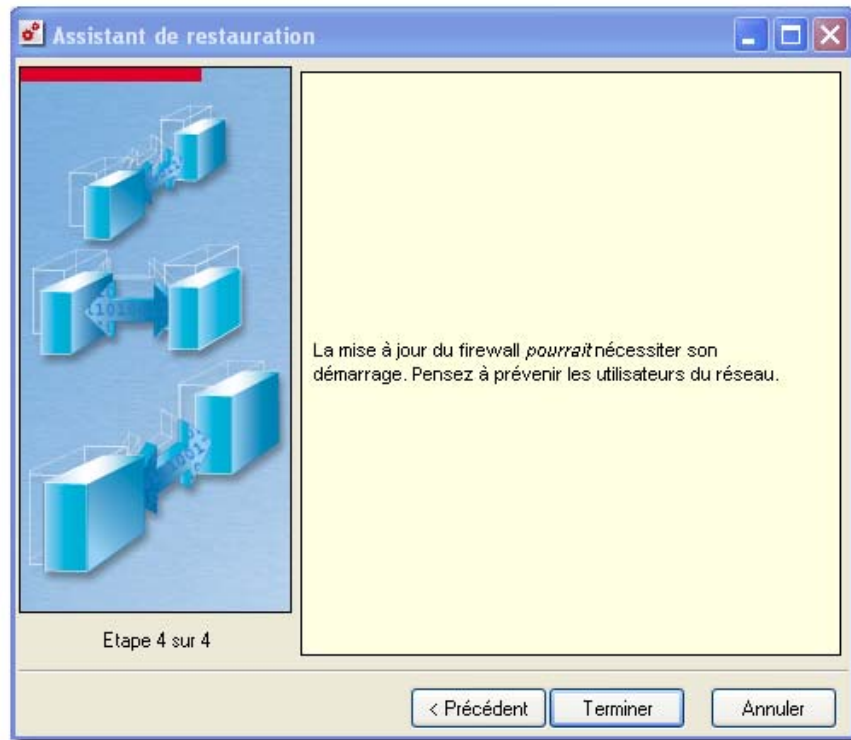 Assistant de restauration
La mise à jour du firewall pourrait nécessiter son
démarrage. Pensez à prévenir les utilisateurs du réseau.
Etape 4 sur 4
< Précédent
Terminer
Annuler